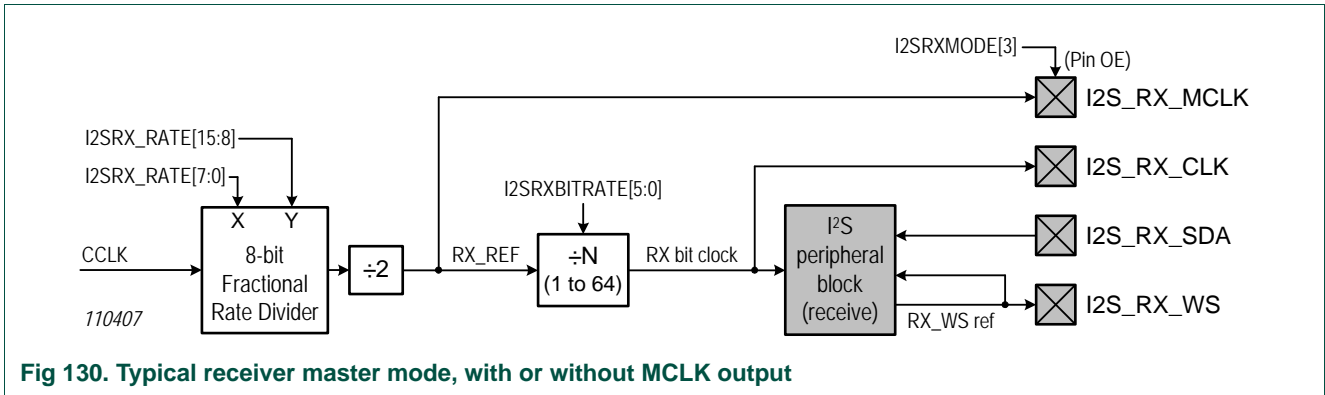 I2SRXMODE[3]
(Pin OE)
I2S_RX_MCLK
I2SRX_RATE[15:8]
I2SRX_RATE[7:0]
I2S_RX_CLK
I2SRXBITRATE[5:0]
X Y
8-bit
Fractional
Rate Divider
CCLK
÷2
RX_REF
÷N
(1 to 64)
RX bit clock
I²S
peripheral
block
(receive)
I2S_RX_SDA
RX_WS ref
I2S_RX_WS
110407
Fig 130. Typical receiver master mode, with or without MCLK output